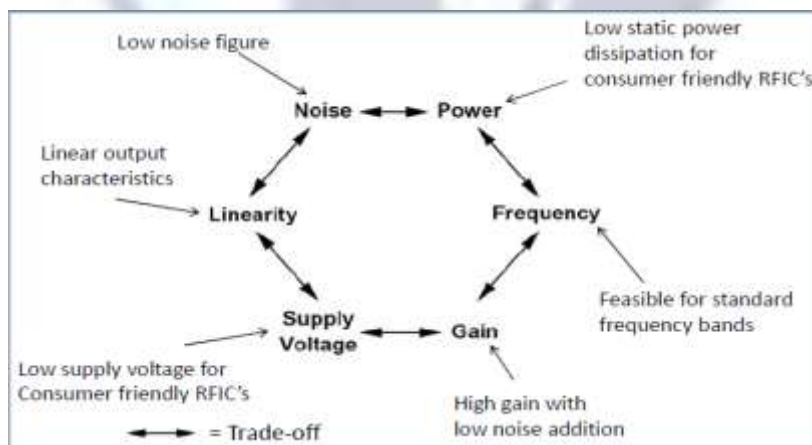 Low noise figure
Low static power
dissipation for
consumer friendly RFIC's
Noise
Power
Linear output
characteristics
Linearity
Frequency
Feasible for standard
frequency bands
Supply
Voltage
Gain
Low supply voltage for
Consumer friendly RFIC's
High gain with
low noise addition
= Trade-off